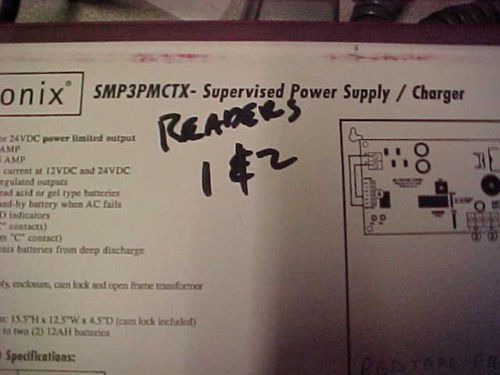 onix®
SMP3PMCTX- Supervised Power Supply / Charger
READERS
1 & 2
24VDC power limited output
AMP
AMP
current at 12VDC and 24VDC
egulated outputs
ead acid or gel type batteries
and-by battery when AC fails
D indicators
C" contacts)
m "C" contact)
nts batteries from deep discharge
ly, enclosure, cam lock and open frame transformer
15.5"H x 12.5"W x 4.5"D (cam lock included)
to two (2) 12AH batteries
Specifications: